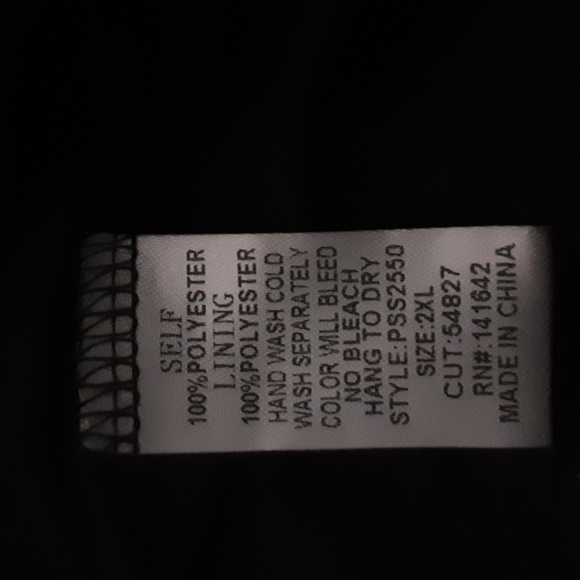 SELF
100%POLYESTER
LINING
100%POLYESTER
HAND WASH COLD
WASH SEPARATELY
COLOR WILL BLEED
NO BLEACH
HANG TO DRY
STYLE:PSS2550
SIZE:2XL
CUT:54827
RN#:141642
MADE IN CHINA